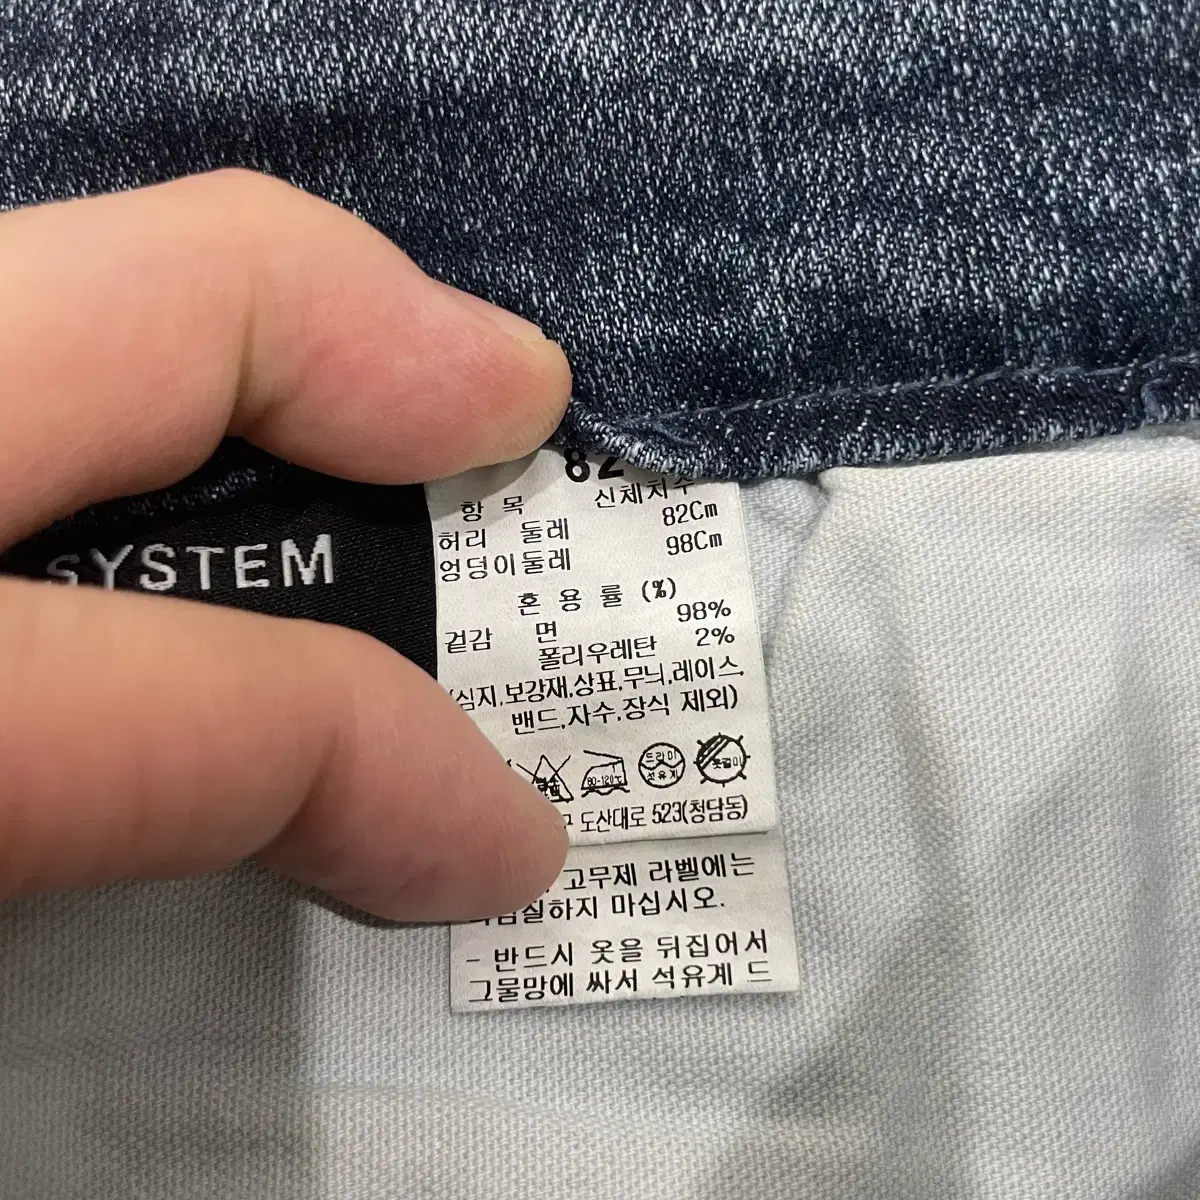 82
SYSTEM
항 목 신체치수
허리 둘레 82Cm
엉덩이둘레 98Cm
혼 용 률 (%)
겉감 면 98%
폴리우레탄 2%
(심지,보강재,상표,무늬,레이스,
밴드,자수,장식 제외)
80-120℃
드라이
석유계
옷걸이
도산대로 523(청담동)
고무제 라벨에는
질하지 마십시오.
- 반드시 옷을 뒤집어서
그물망에 싸서 석유계 드